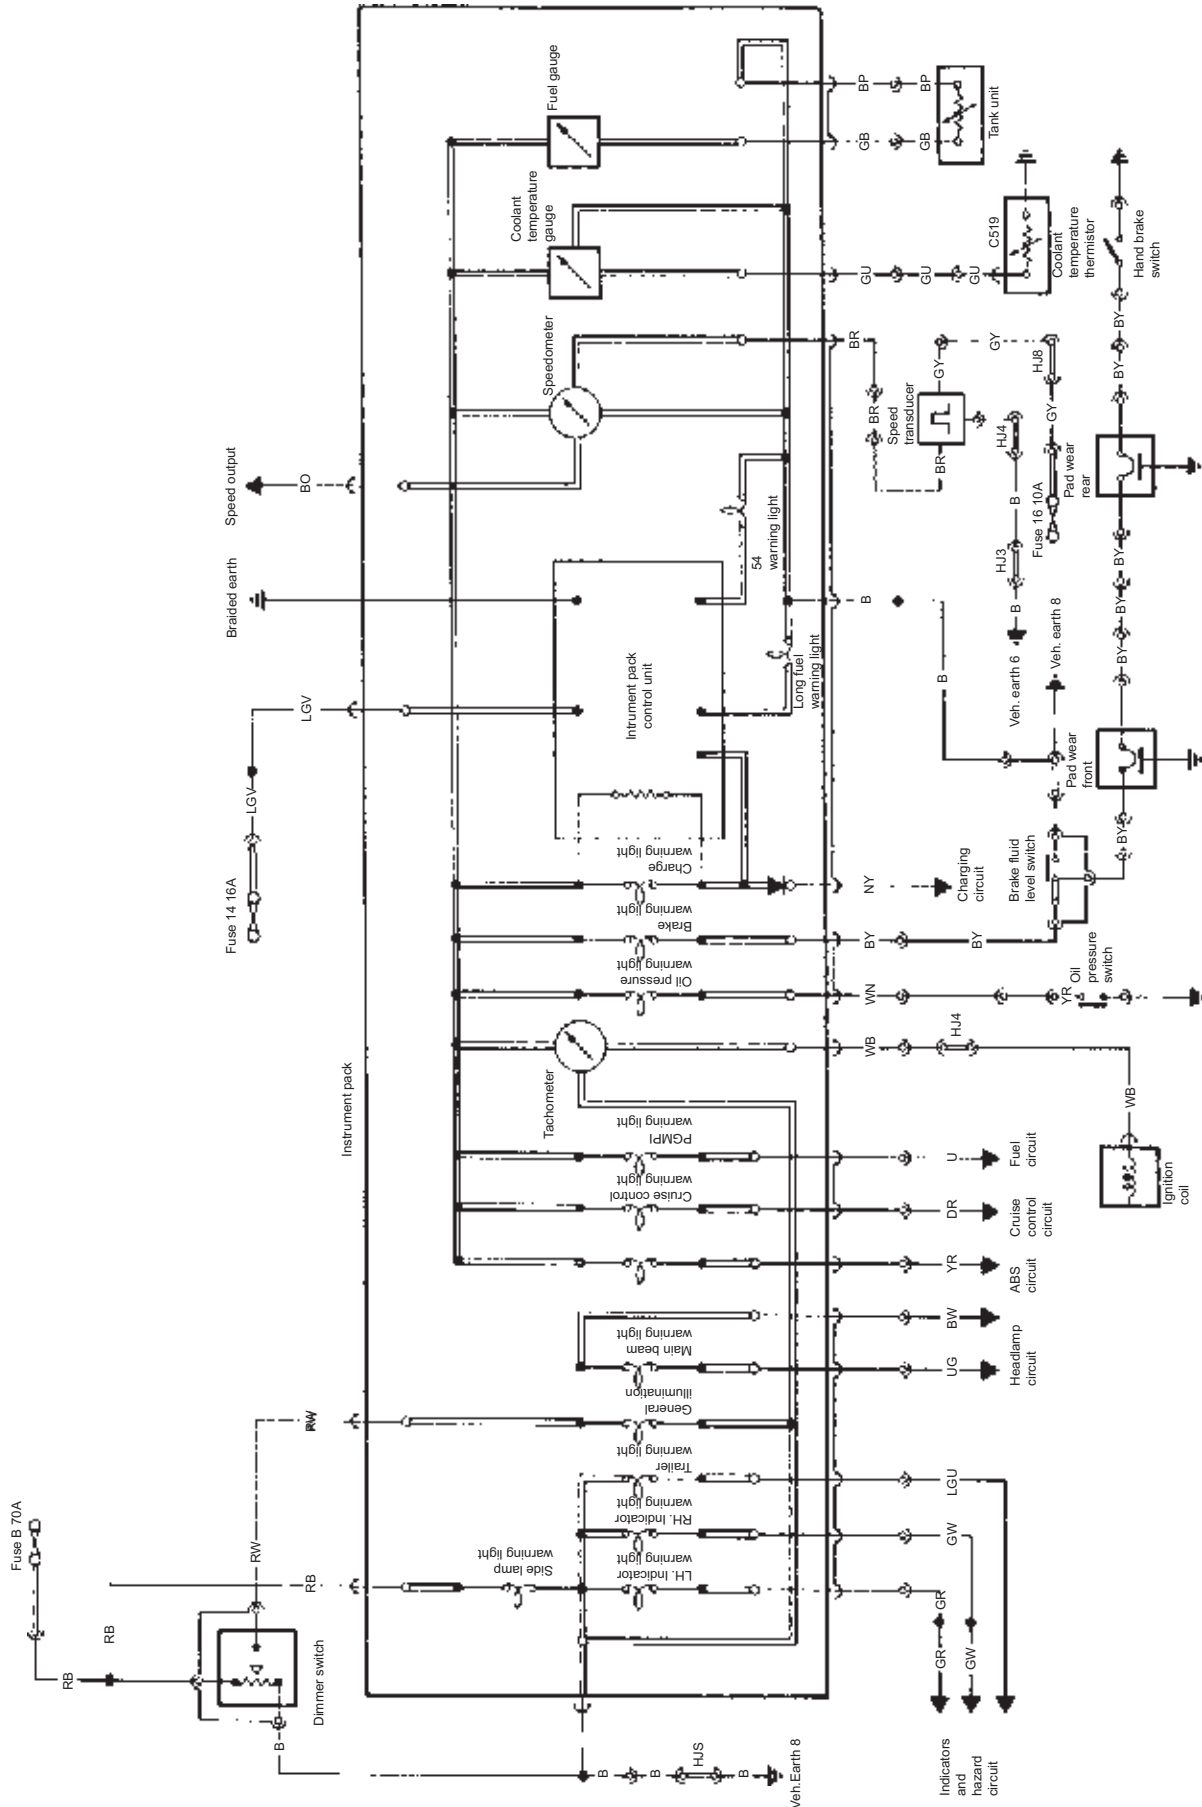 Fuel gauge
Coolant
temperature
gauge
Speedometer
Speed output
BO
Braided earth
LGV
LGV
Fuse 14 16A
Intrument pack
control unit
54
warning light
Long fuel
warning light
BP
BP
GB
GB
Tank unit
GU
GU
GU
C519
Coolant
temperature
thermistor
Hand brake
switch
BR
BR
BR
Speed
transducer
GY
GY
HJ8
GY
HJ4
B
HJ3
B
Fuse 16 10A
Pad wear
rear
BY
BY
BY
BY
BY
BY
B
B
Veh. earth 6
Veh. earth 8
Pad wear
front
Charge
warning light
Brake
warning light
Oil pressure
warning light
NY
Charging
circuit
Brake fluid
level switch
BY
BY
WN
YR
Oil
pressure
switch
WB
HJ4
WB
Ignition
coil
Instrument pack
Tachometer
PGMPI
warning light
Cruise control
warning light
U
Fuel
circuit
DR
Cruise
control
circuit
YR
ABS
circuit
BW
UG
Headlamp
circuit
Main beam
warning light
General
illumination
Trailer
warning light
RH. Indicator
warning light
LH. Indicator
warning light
Side lamp
warning light
RW
RW
RB
RB
RB
Fuse B 70A
Dimmer switch
B
B
B
HJS
B
Veh.Earth 8
LGU
GW
GW
GR
GR
Indicators
and
hazard
circuit